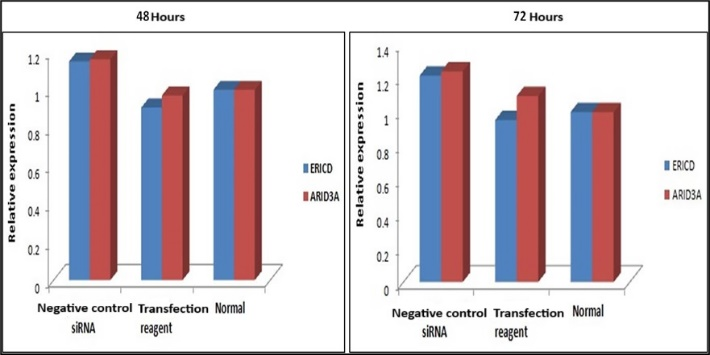 48 Hours
72 Hours
Relative expression
1.2
1
0.8
0.6
0.4
0.2
0
Negative control
siRNA
Transfection
reagent
Normal
ERICD
ARID3A
Relative expression
1.4
1.2
1
0.8
0.6
0.4
0.2
0
Negative control
siRNA
Transfection
reagent
Normal
ERICD
ARID3A